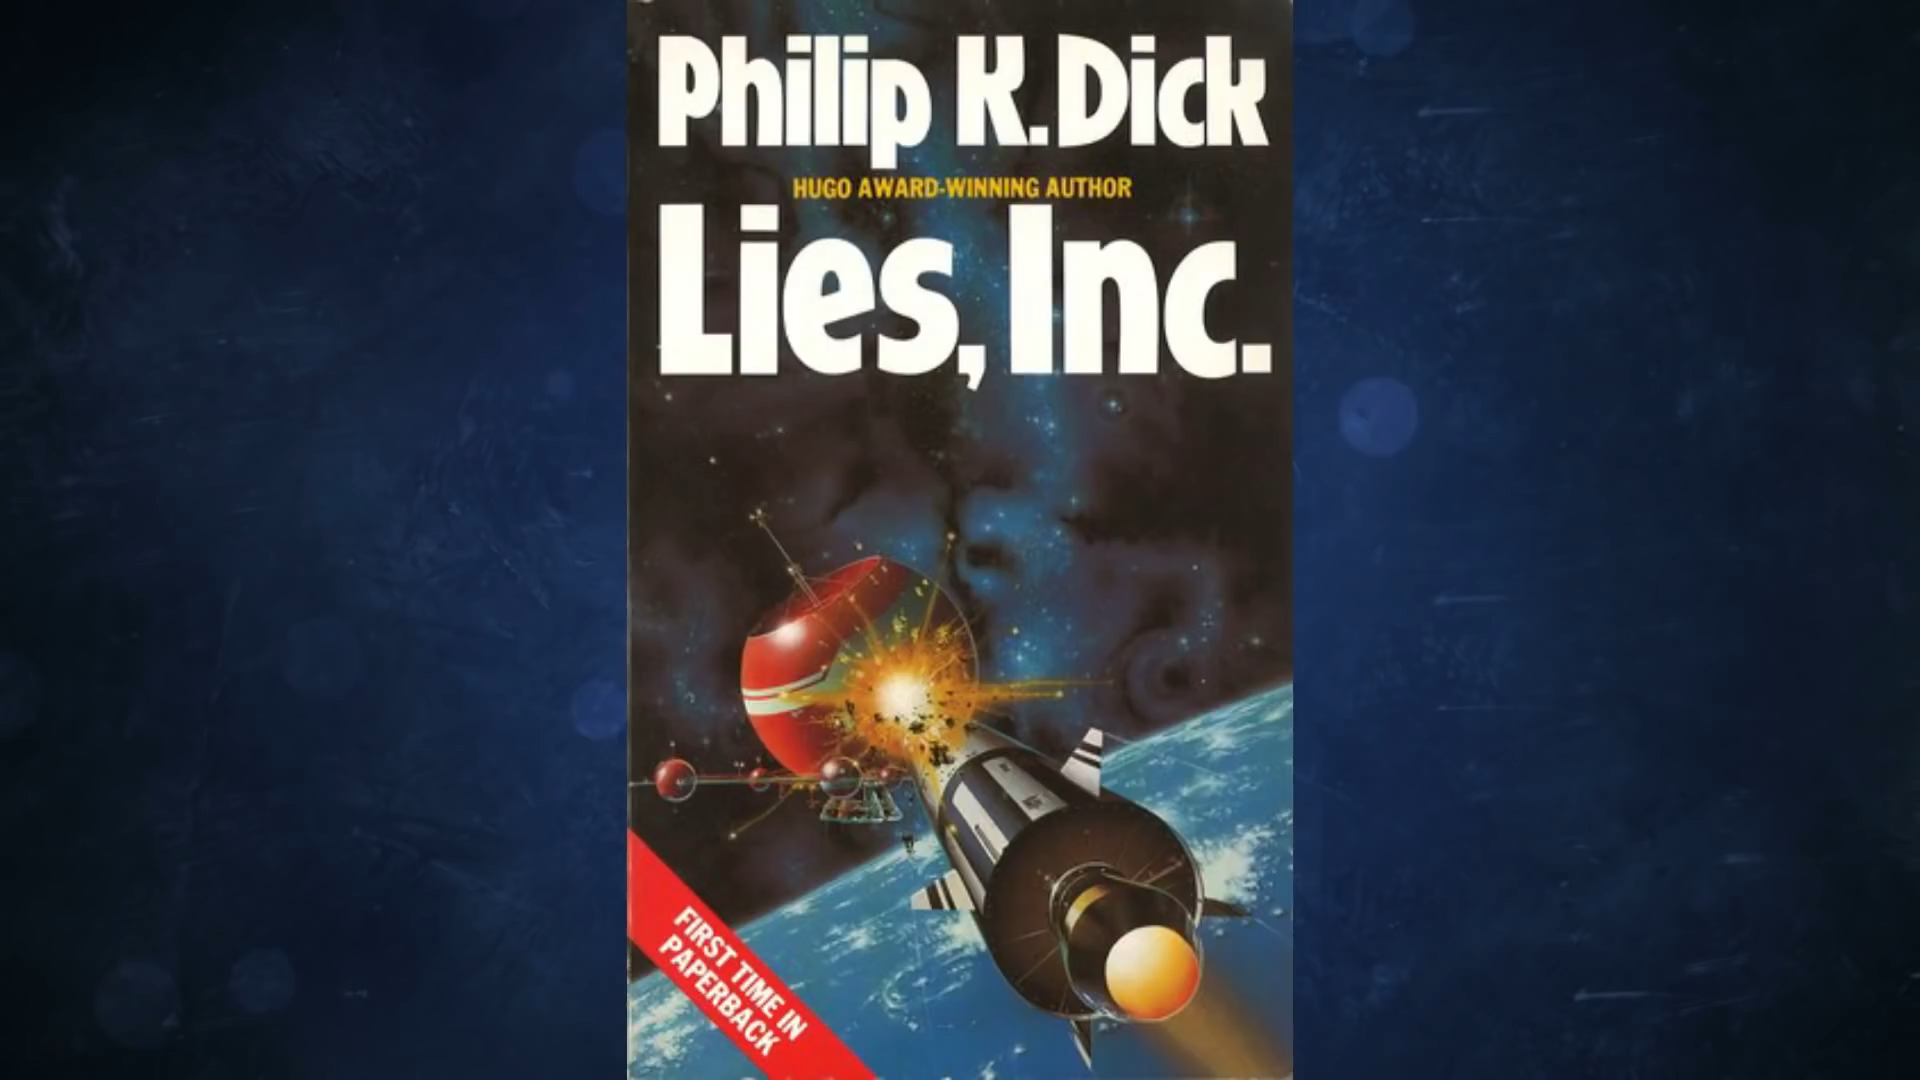 Philip K. Dick
HUGO AWARD-WINNING AUTHOR
Lies, Inc.
FIRST TIME IN
PAPERBACK